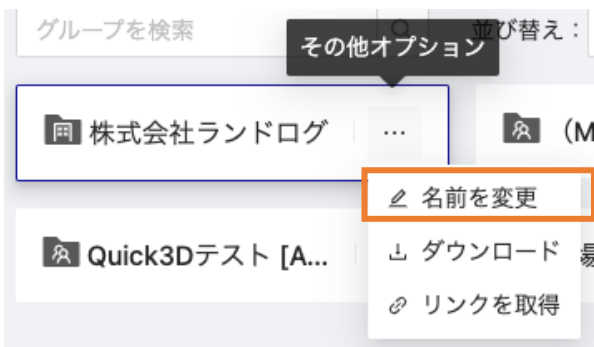 グループを検索
並び替え：
その他オプション
株式会社ランドログ
...
（M
名前を変更
Quick3Dテスト [A...
ダウンロード
リンクを取得